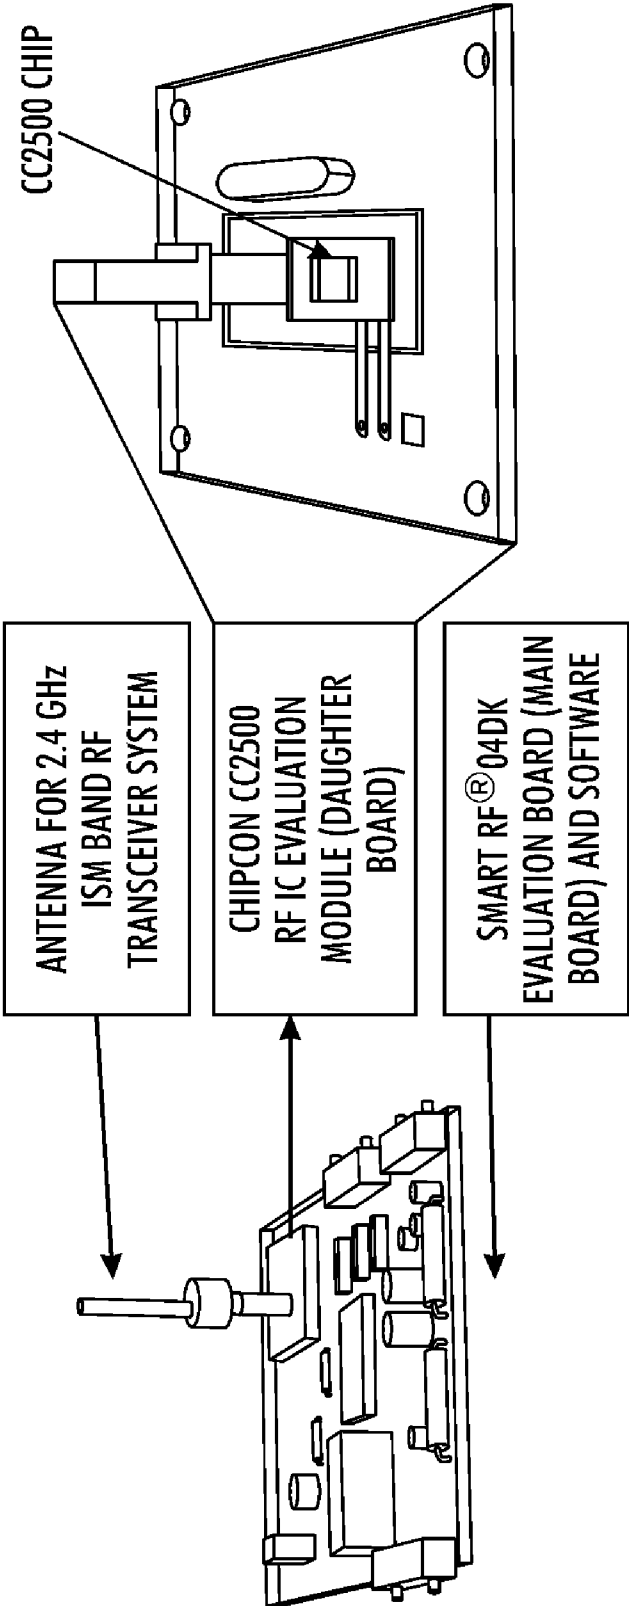 CC2500 CHIP
ANTENNA FOR 2.4 GHz
ISM BAND RF
TRANSCEIVER SYSTEM
CHIPCON CC2500
RF IC EVALUATION
MODULE (DAUGHTER
BOARD)
SMART RF®04DK
EVALUATION BOARD (MAIN
BOARD) AND SOFTWARE